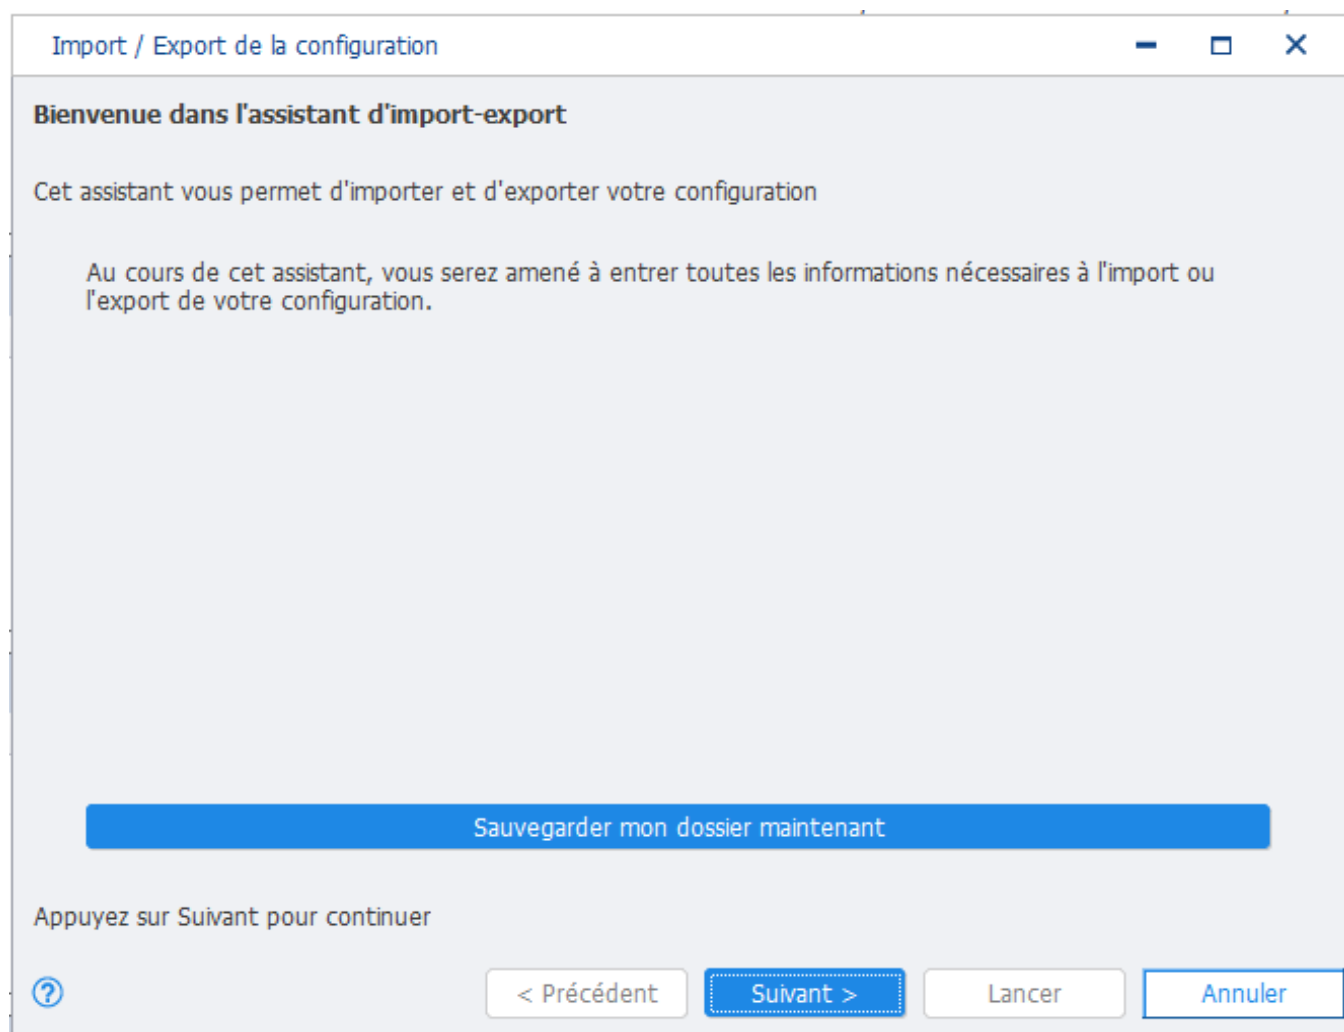 Import / Export de la configuration
Bienvenue dans l'assistant d'import-export
Cet assistant vous permet d'importer et d'exporter votre configuration
Au cours de cet assistant, vous serez amené à entrer toutes les informations nécessaires à l'import ou
l'export de votre configuration.
Sauvegarder mon dossier maintenant
Appuyez sur Suivant pour continuer
< Précédent
Suivant >
Lancer
Annuler